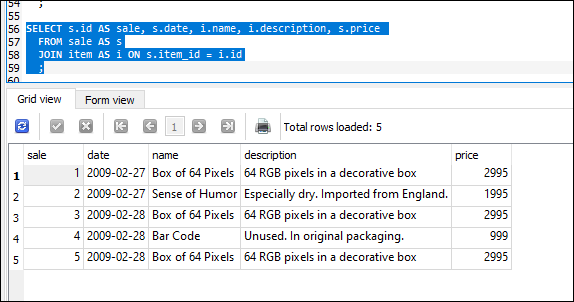 54
55 ;
56 SELECT s.id AS sale, s.date, i.name, i.description, s.price
57 FROM sale AS s
58 JOIN item AS i ON s.item_id = i.id
59 ;
60
Grid view Form view
1 Total rows loaded: 5
sale date name description price
1 1 2009-02-27 Box of 64 Pixels 64 RGB pixels in a decorative box 2995
2 2 2009-02-27 Sense of Humor Especially dry. Imported from England. 1995
3 3 2009-02-28 Box of 64 Pixels 64 RGB pixels in a decorative box 2995
4 4 2009-02-28 Bar Code Unused. In original packaging. 999
5 5 2009-02-28 Box of 64 Pixels 64 RGB pixels in a decorative box 2995